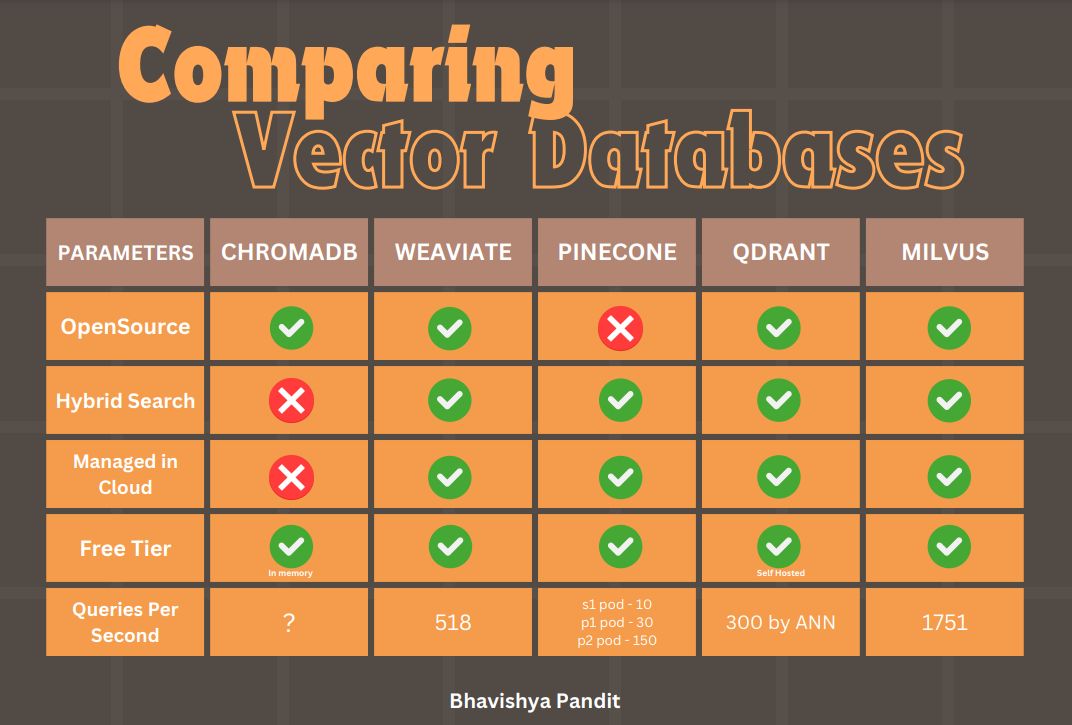 Comparing
Vector Databases
PARAMETERS CHROMADB WEAVIATE PINECONE QDRANT MILVUS
OpenSource
Hybrid Search
Managed in
Cloud
Free Tier
In memory
Self Hosted
Queries Per
Second
?
518
s1 pod - 10
p1 pod - 30
p2 pod - 150
300 by ANN
1751
Bhavishya Pandit